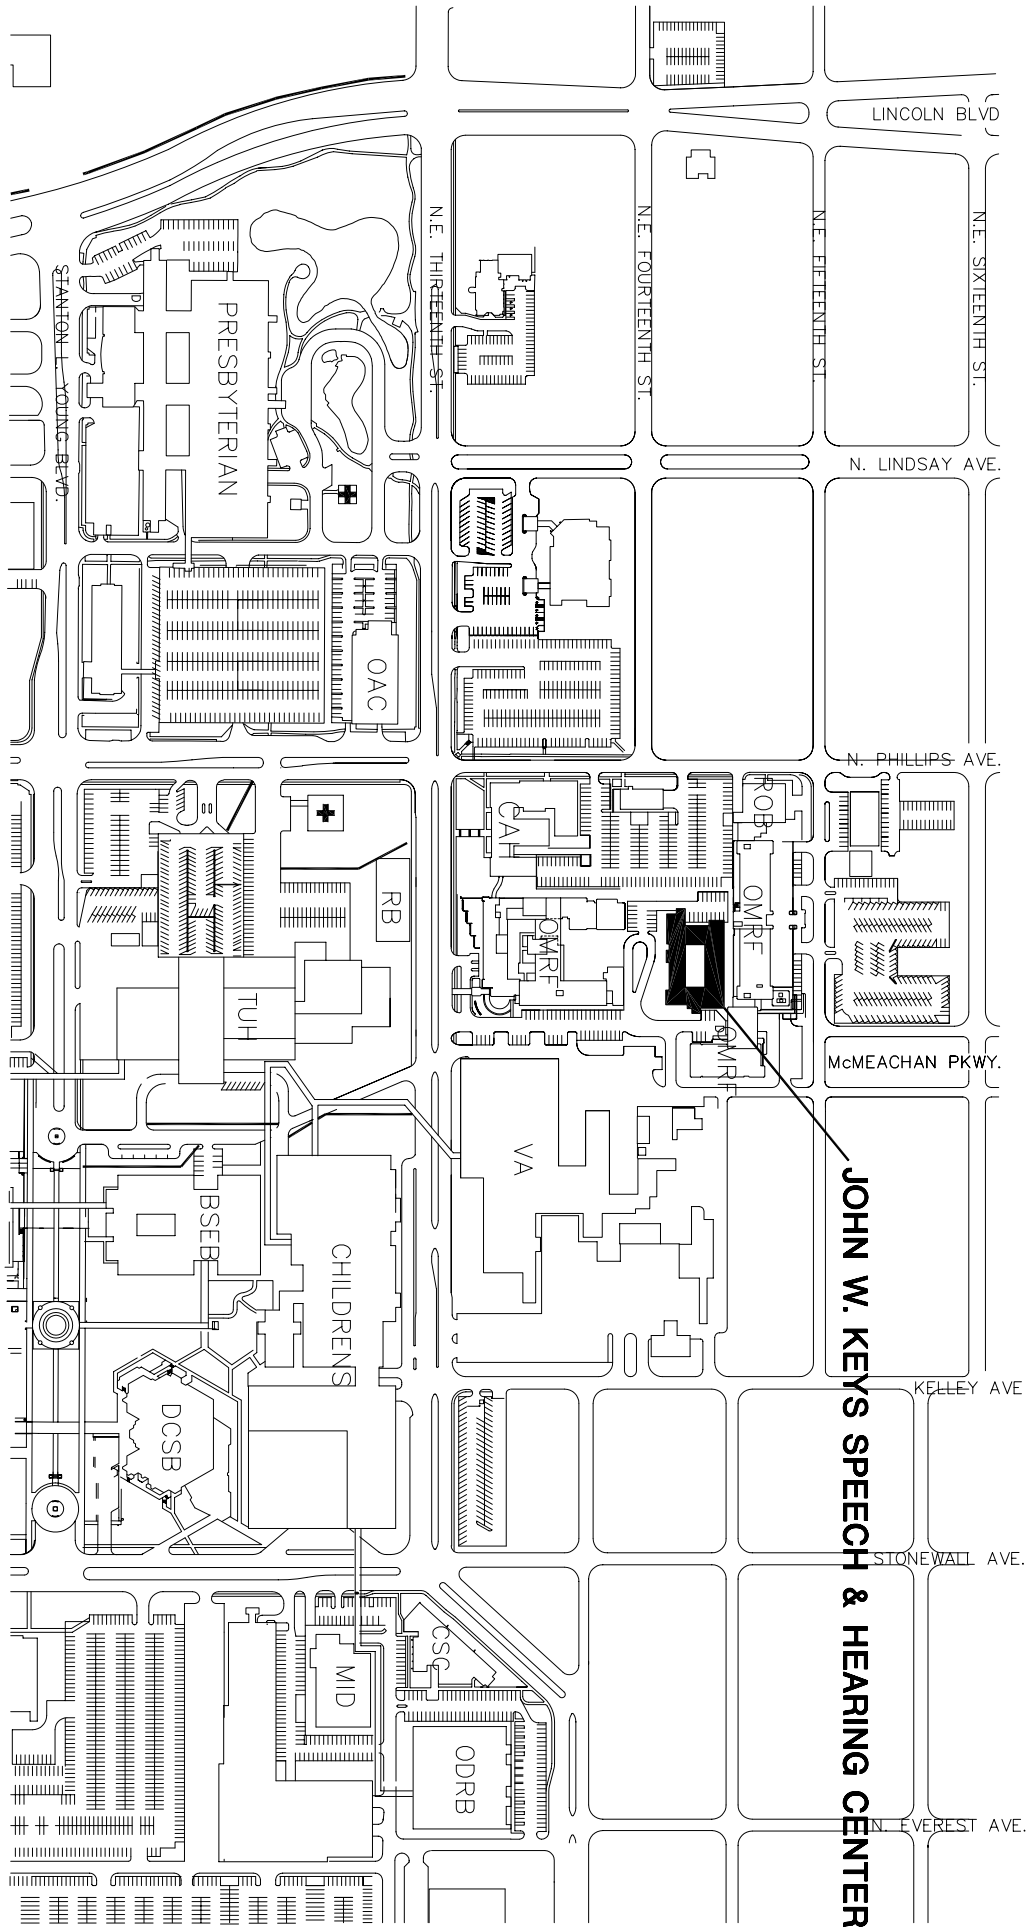 LINCOLN BLVD
N.E. THIRTEENTH ST.
N.E. FOURTEENTH ST.
N.E. FIFTEENTH ST.
N.E. SIXTEENTH ST.
STANTON L. YOUNG BLVD.
PRESBYTERIAN
N. LINDSAY AVE.
OAC
N. PHILLIPS AVE.
CA
ROB
RB
OMRF
OMRF
TUH
OMRF
McMEACHAN PKWY.
VA
BSEB
CHILDRENS
JOHN W. KEYS SPEECH & HEARING CENTER
KELLEY AVE
DCSB
STONEWALL AVE.
CSC
MID
ODRB
N. EVEREST AVE.